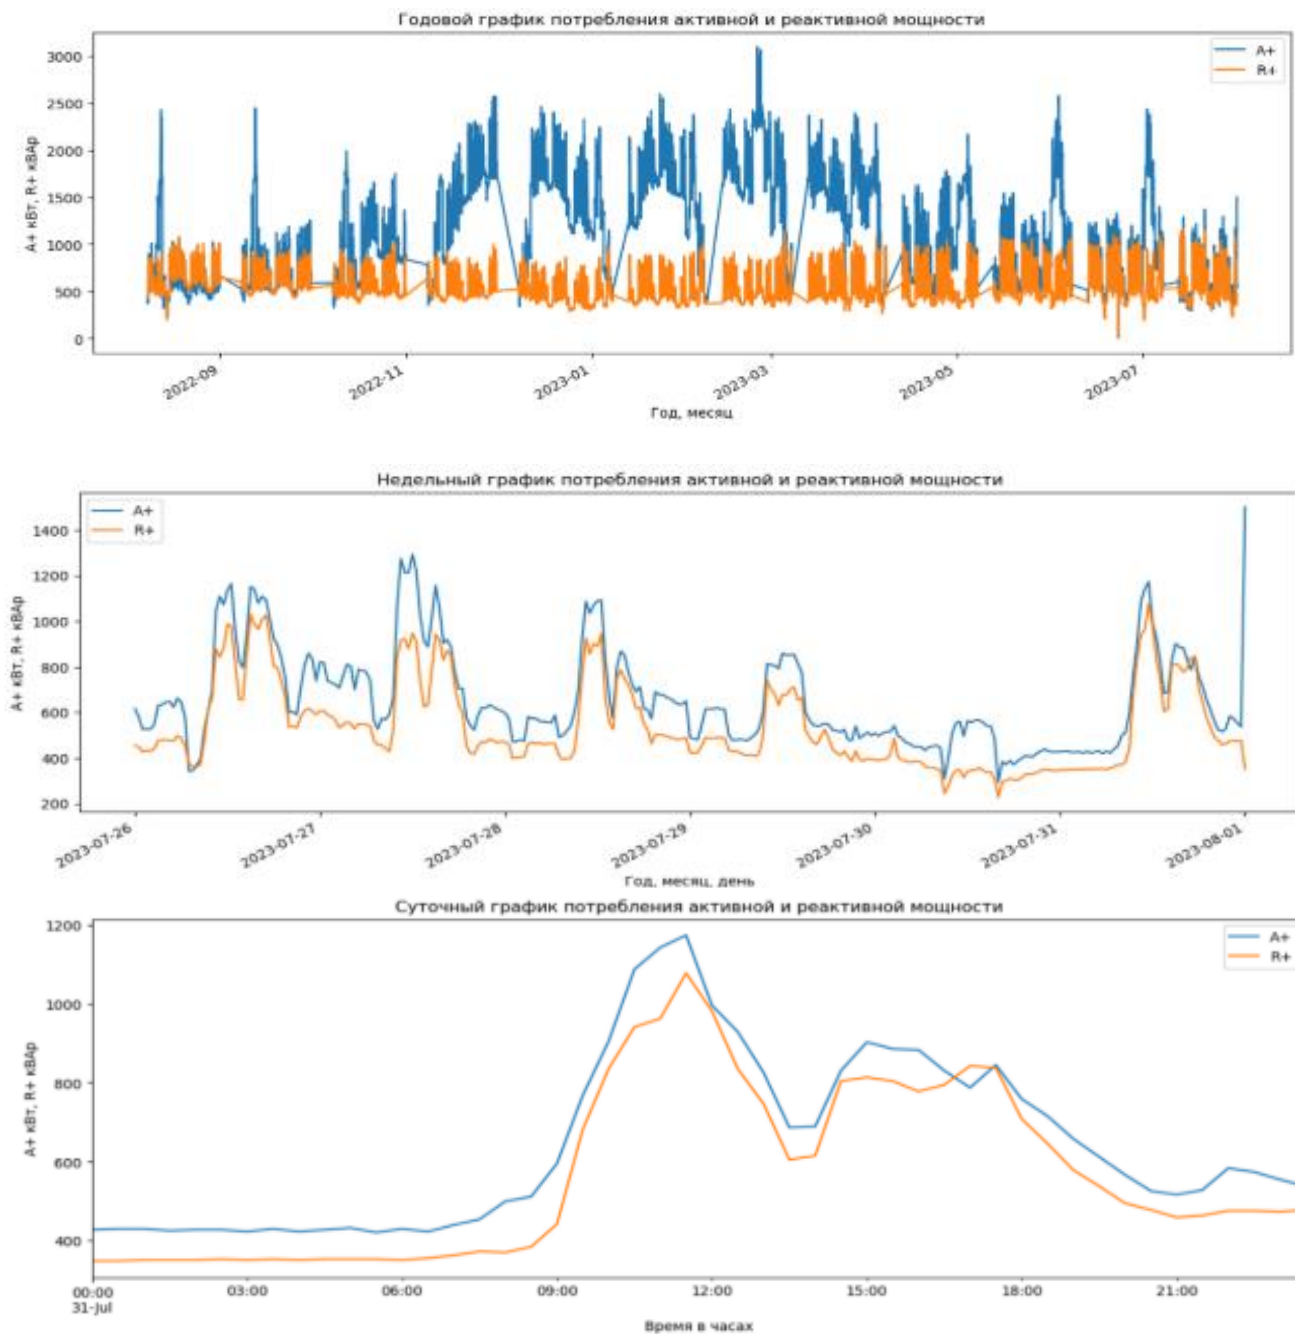 Годовой график потребления активной и реактивной мощности
A+ кВт, R+ кВАр
3000
2500
2000
1500
1000
500
0
A+
R+
2022-09
2022-11
2023-01
2023-03
2023-05
2023-07
Год, месяц
Недельный график потребления активной и реактивной мощности
A+ кВт, R+ кВАр
1400
1200
1000
800
600
400
200
A+
R+
2023-07-26
2023-07-27
2023-07-28
2023-07-29
2023-07-30
2023-07-31
2023-08-01
Год, месяц, день
Суточный график потребления активной и реактивной мощности
A+ кВт, R+ кВАр
1200
1000
800
600
400
A+
R+
00:00
31-Jul
03:00
06:00
09:00
12:00
15:00
18:00
21:00
Время в часах